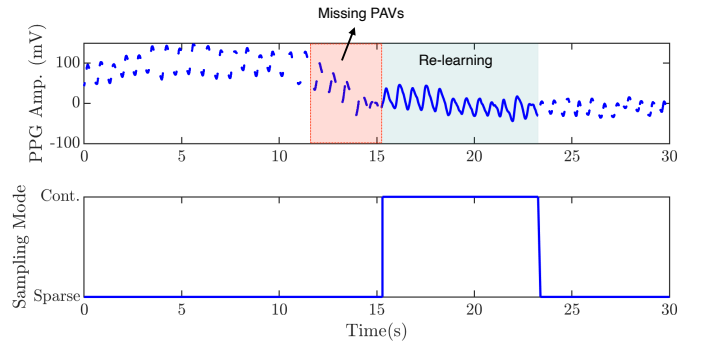 Missing PAVs
PPG Amp. (mV)
100
0
-100
Re-learning
0 5 10 15 20 25 30
Sampling Mode
Cont.
Sparse
0 5 10 15 20 25 30
Time(s)